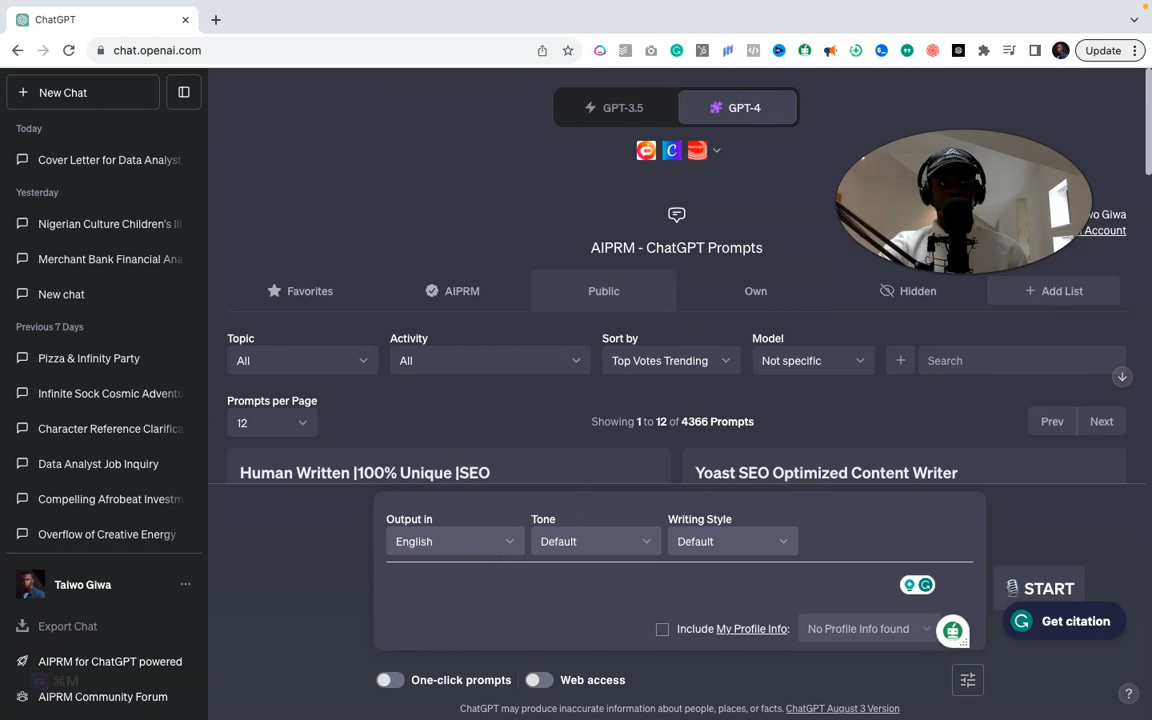 ChatGPT
chat.openai.com
Update
New Chat
Today
Cover Letter for Data Analyst
Yesterday
Nigerian Culture Children's Il
Merchant Bank Financial Ana
New chat
Previous 7 Days
Pizza & Infinity Party
Infinite Sock Cosmic Adventu
Character Reference Clarifica
Data Analyst Job Inquiry
Compelling Afrobeat Investm
Overflow of Creative Energy
Taiwo Giwa
Export Chat
AIPRM for ChatGPT powered
⌘M
AIPRM Community Forum
GPT-3.5
GPT-4
wo Giwa
Account
AIPRM - ChatGPT Prompts
Favorites
AIPRM
Public
Own
Hidden
+ Add List
Topic
Activity
Sort by
Model
All
All
Top Votes Trending
Not specific
+
Search
Prompts per Page
12
Showing 1 to 12 of 4366 Prompts
Prev
Next
Human Written |100% Unique |SEO
Yoast SEO Optimized Content Writer
Output in
Tone
Writing Style
English
Default
Default
START
Get citation
Include My Profile Info:
No Profile Info found
One-click prompts
Web access
ChatGPT may produce inaccurate information about people, places, or facts. ChatGPT August 3 Version
?